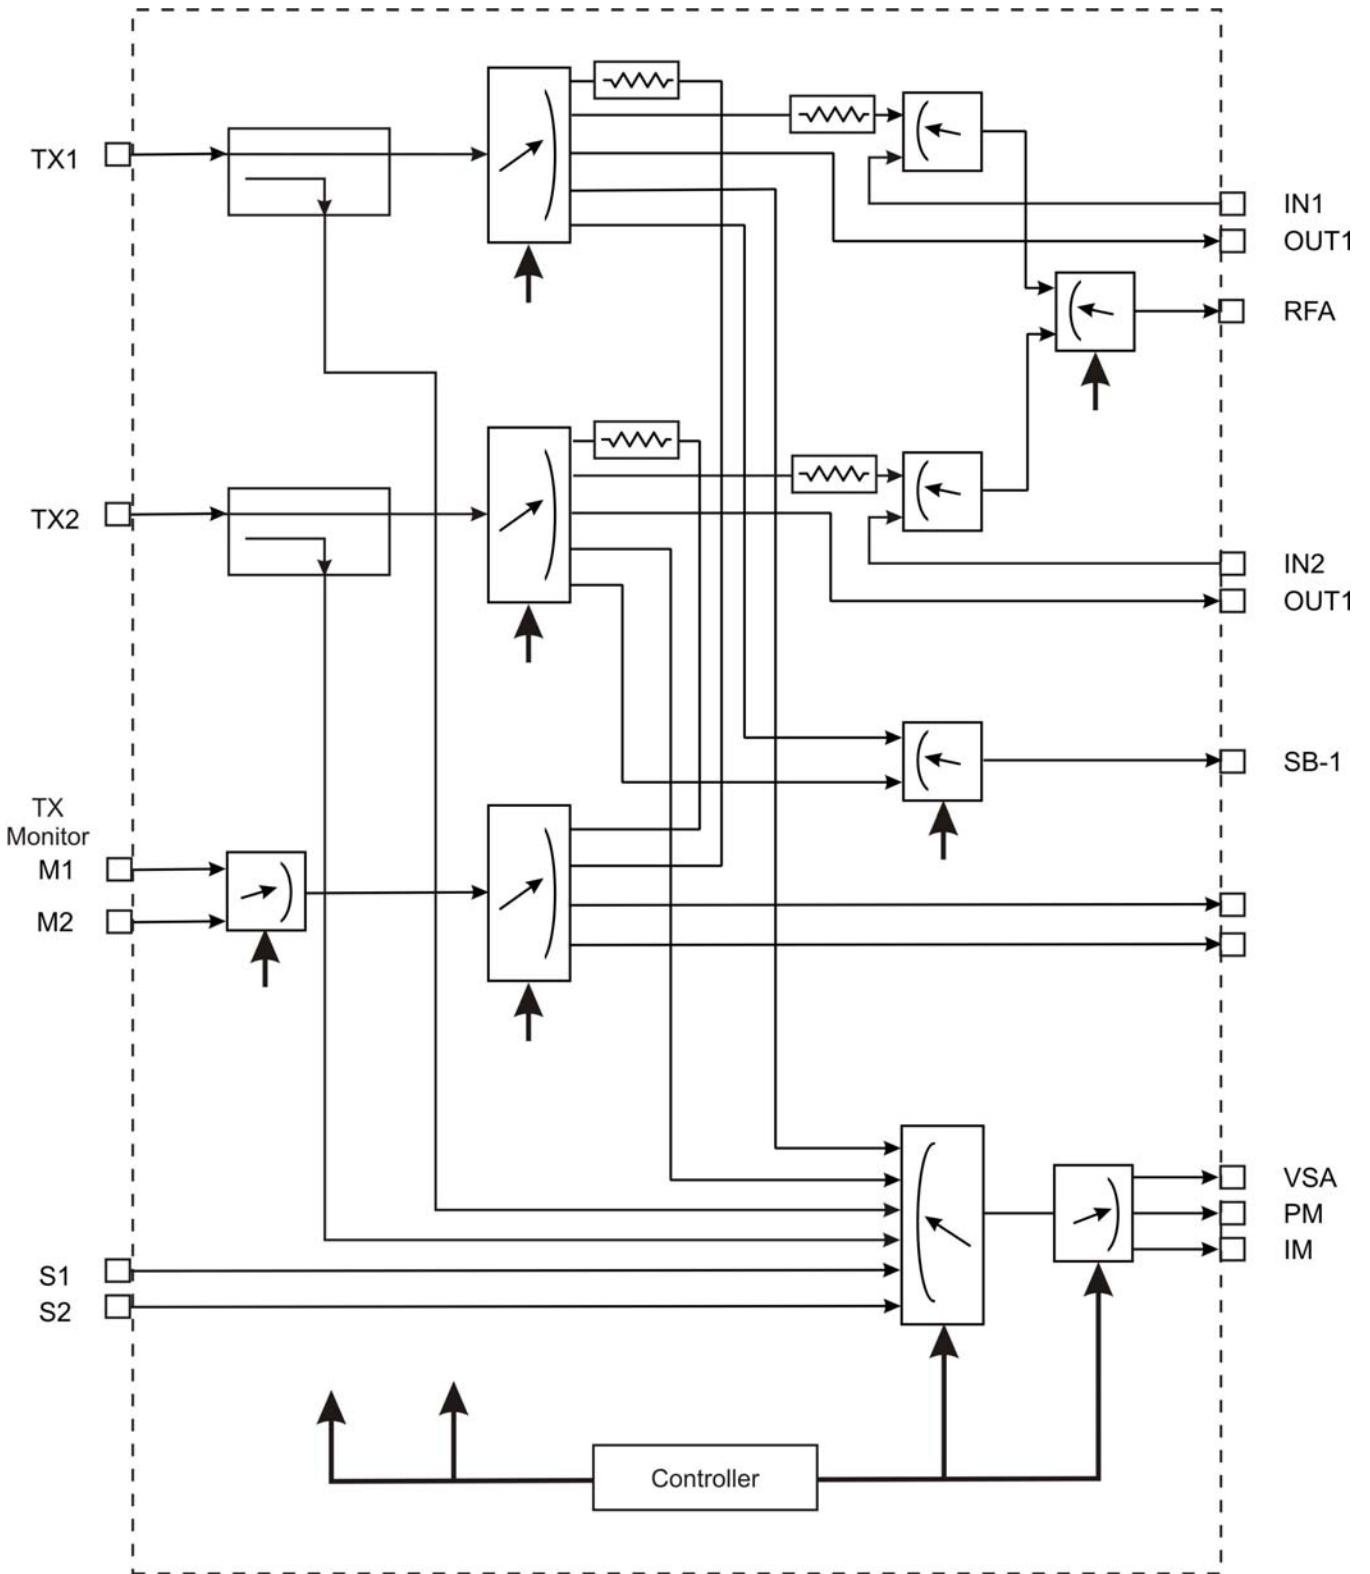 TX1
IN1
OUT1
RFA
TX2
IN2
OUT1
SB-1
TX
Monitor
M1
M2
VSA
PM
IM
S1
S2
Controller